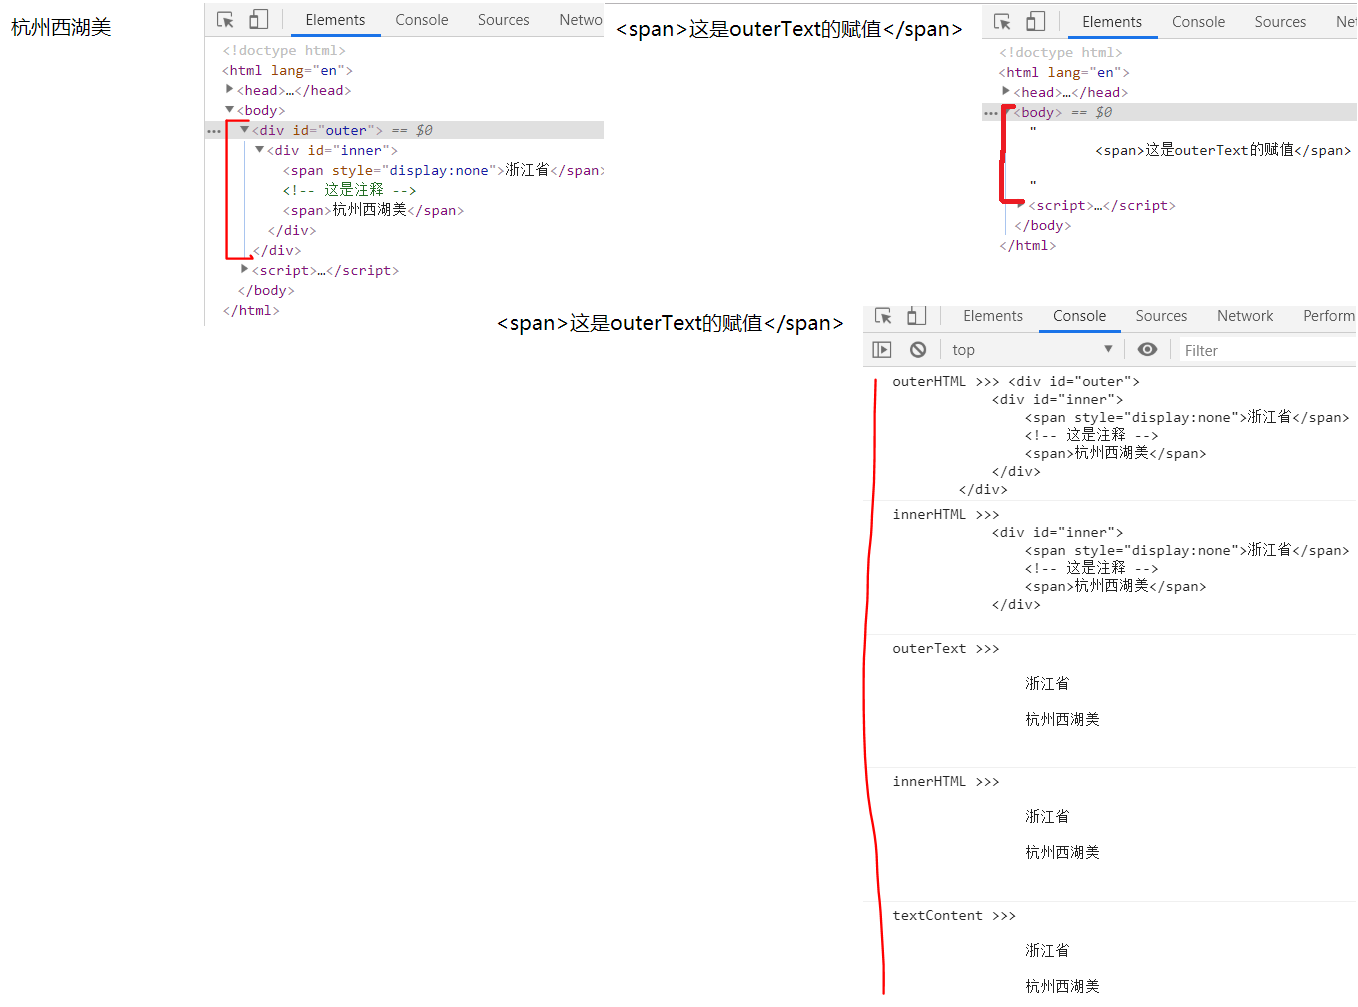 杭州西湖美
Elements Console Sources Netwo
<!doctype html>
<html lang="en">
<head>…</head>
<body>
<div id="outer"> == $0
<div id="inner">
<span style="display:none">浙江省</span>
<!-- 这是注释 -->
<span>杭州西湖美</span>
</div>
</div>
<script>…</script>
</body>
</html>
<span>这是outerText的赋值</span>
Elements Console Sources Ne
<!doctype html>
<html lang="en">
<head>…</head>
<body> == $0
"
<span>这是outerText的赋值</span>
"
<script>…</script>
</body>
</html>
<span>这是outerText的赋值</span>
Elements Console Sources Network Perform
top Filter
outerHTML >>> <div id="outer">
<div id="inner">
<span style="display:none">浙江省</span>
<!-- 这是注释 -->
<span>杭州西湖美</span>
</div>
</div>
innerHTML >>>
<div id="inner">
<span style="display:none">浙江省</span>
<!-- 这是注释 -->
<span>杭州西湖美</span>
</div>
outerText >>>
浙江省
杭州西湖美
innerHTML >>>
浙江省
杭州西湖美
textContent >>>
浙江省
杭州西湖美